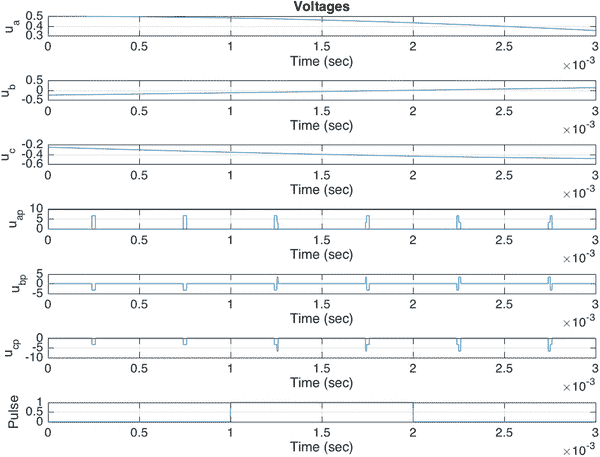 Voltages
u_a
0.5
0.4
0.3
0 0.5 1 1.5 2 2.5 3
Time (sec) ×10^-3
u_b
0.5
0
-0.5
0 0.5 1 1.5 2 2.5 3
Time (sec) ×10^-3
u_c
-0.2
-0.4
-0.6
0 0.5 1 1.5 2 2.5 3
Time (sec) ×10^-3
u_ap
10
5
0
0 0.5 1 1.5 2 2.5 3
Time (sec) ×10^-3
u_bp
5
0
-5
0 0.5 1 1.5 2 2.5 3
Time (sec) ×10^-3
u_cp
0
-5
-10
0 0.5 1 1.5 2 2.5 3
Time (sec) ×10^-3
Pulse
1
0.5
0
0 0.5 1 1.5 2 2.5 3
Time (sec) ×10^-3